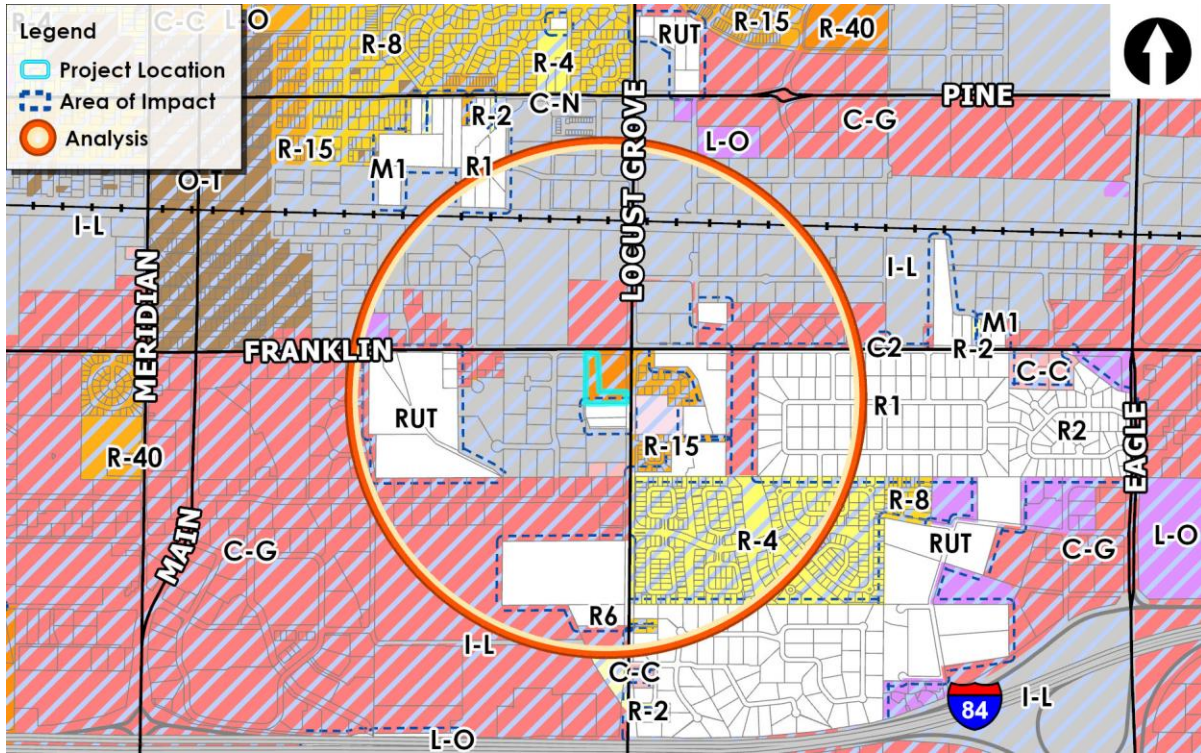 R-4
C-C
L-O
Legend
Project Location
Area of Impact
Analysis
R-8
R-4
RUT
R-15
R-40
PINE
C-N
R-2
R-15
M1
R1
L-O
C-G
O-T
I-L
LOCUST GROVE
I-L
MERIDIAN
FRANKLIN
M1
R-2
C2
C-C
RUT
R1
R2
R-40
R-15
EAGLE
R-8
R-4
RUT
C-G
L-O
MAIN
C-G
R6
I-L
C-C
R-2
84
I-L
L-O